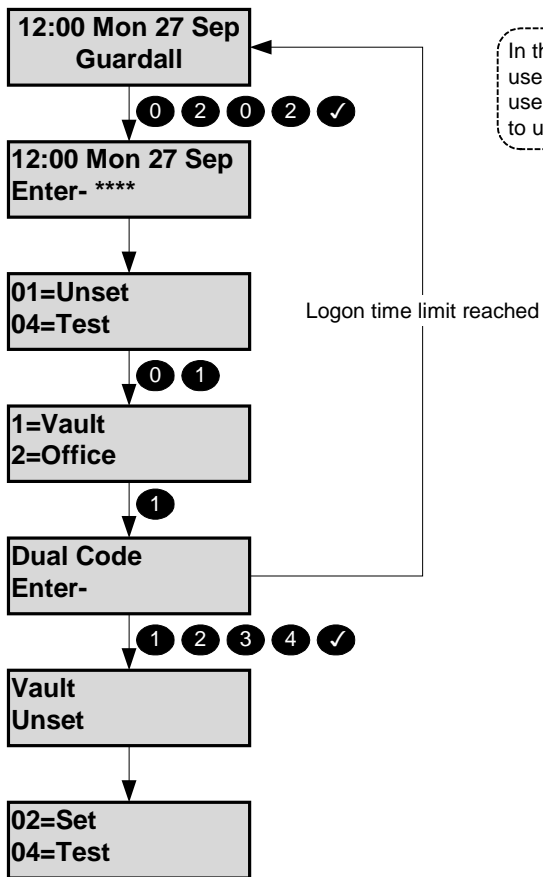 12:00 Mon 27 Sep
Guardall
In th
use
use
to u
0 2 0 2 ✓
12:00 Mon 27 Sep
Enter- ****
01=Unset
04=Test
Logon time limit reached
0 1
1=Vault
2=Office
1
Dual Code
Enter-
1 2 3 4 ✓
Vault
Unset
02=Set
04=Test